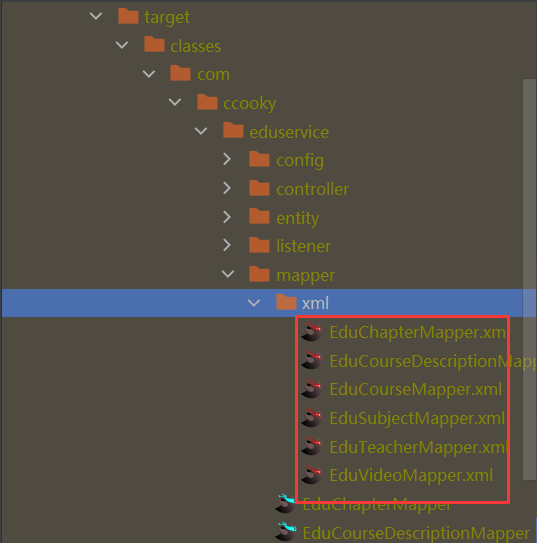 target
classes
com
ccooky
eduservice
config
controller
entity
listener
mapper
xml
EduChapterMapper.xm
EduCourseDescriptionMapp
EduCourseMapper.xml
EduSubjectMapper.xml
EduTeacherMapper.xml
EduVideoMapper.xml
EduChapterMapper
EduCourseDescriptionMapper